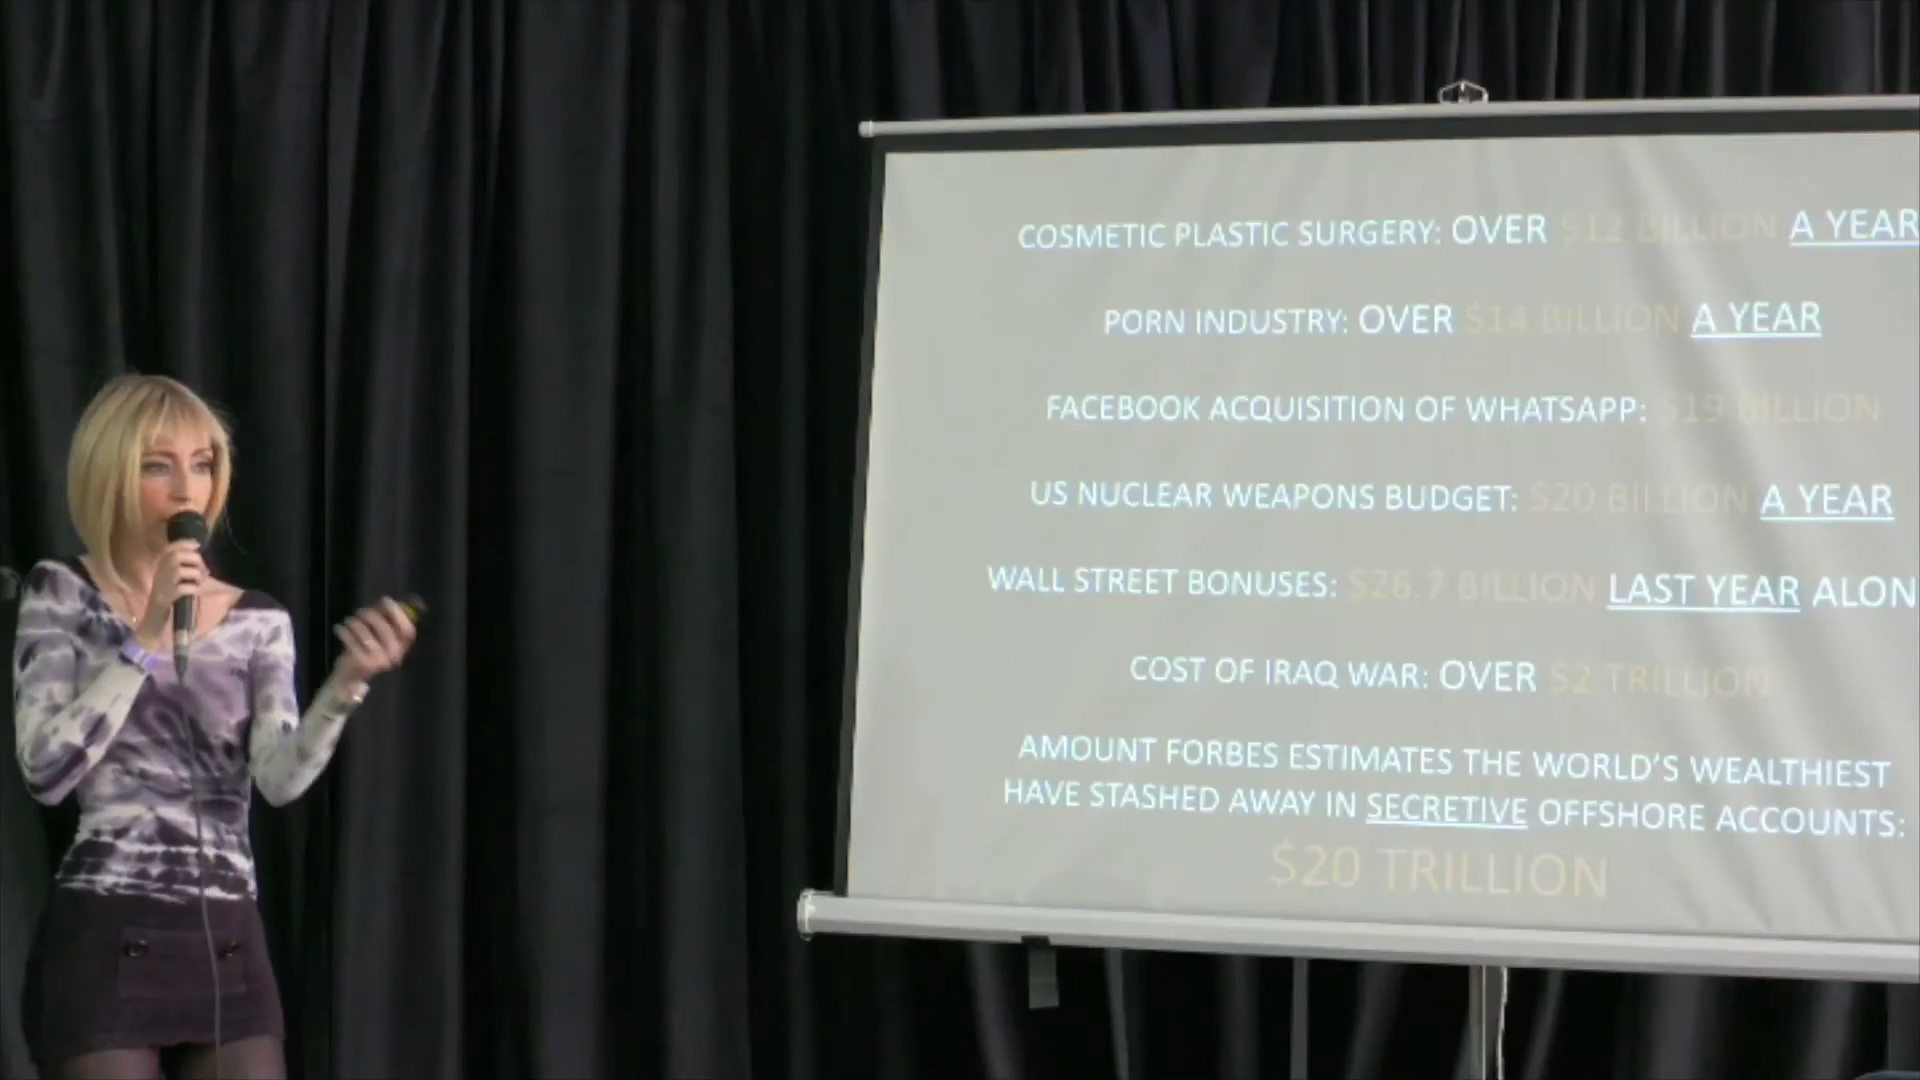 COSMETIC PLASTIC SURGERY: OVER $12 BILLION A YEAR
PORN INDUSTRY: OVER $14 BILLION A YEAR
FACEBOOK ACQUISITION OF WHATSAPP: $19 BILLION
US NUCLEAR WEAPONS BUDGET: $20 BILLION A YEAR
WALL STREET BONUSES: $26.7 BILLION LAST YEAR ALON
COST OF IRAQ WAR: OVER $2 TRILLION
AMOUNT FORBES ESTIMATES THE WORLD'S WEALTHIEST
HAVE STASHED AWAY IN SECRETIVE OFFSHORE ACCOUNTS:
$20 TRILLION